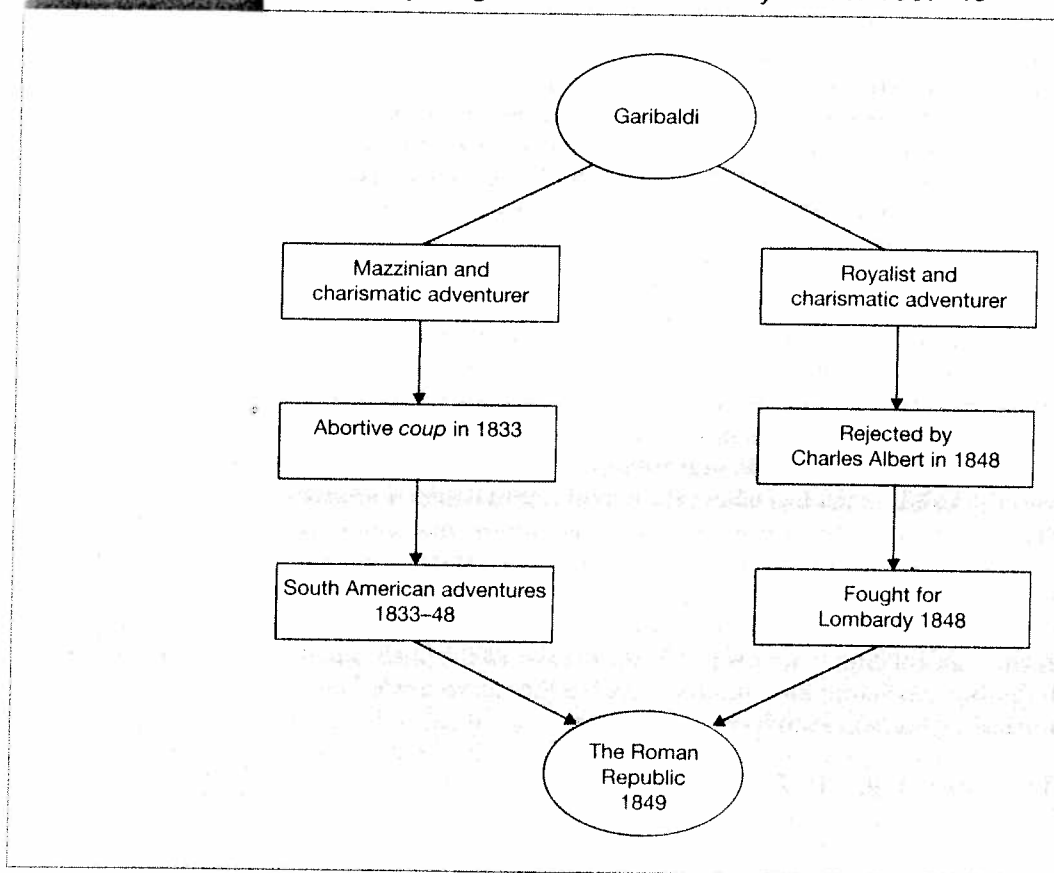 Garibaldi
Mazzinian and
charismatic adventurer
Royalist and
charismatic adventurer
Abortive coup in 1833
Rejected by
Charles Albert in 1848
South American adventures
1833–48
Fought for
Lombardy 1848
The Roman
Republic
1849